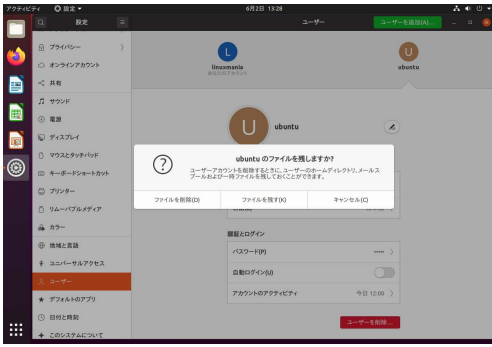 アクティビティ
設定
6月2日 13:28
設定
ユーザー
ユーザーを追加(A)...
プライバシー
オンラインアカウント
共有
サウンド
電源
ディスプレイ
マウスとタッチパッド
キーボードショートカット
プリンター
リムーバブルメディア
カラー
地域と言語
ユニバーサルアクセス
ユーザー
デフォルトのアプリ
日付と時刻
このシステムについて
L
linuxmania
あなたのアカウント
U
ubuntu
U
ubuntu
ubuntu のファイルを残しますか?
ユーザーアカウントを削除するときに、ユーザーのホームディレクトリ、メールス
プールおよび一時ファイルを残しておくことができます。
ファイルを削除(D)
ファイルを残す(K)
キャンセル(C)
認証とログイン
パスワード(P)
•••••
自動ログイン(U)
アカウントのアクティビティ
今日 12:00
ユーザーを削除...